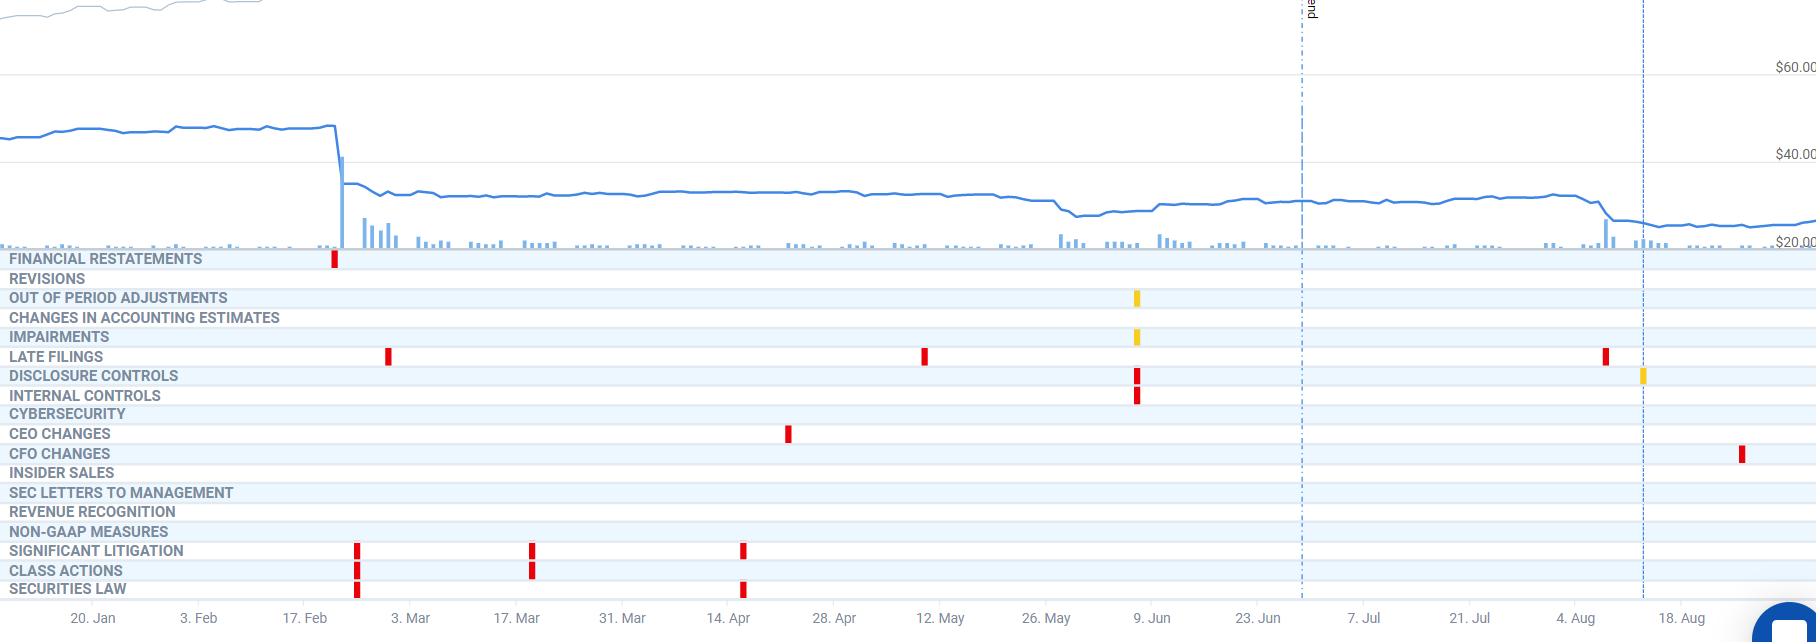 end
$60.00
$40.00
$20.00
FINANCIAL RESTATEMENTS
REVISIONS
OUT OF PERIOD ADJUSTMENTS
CHANGES IN ACCOUNTING ESTIMATES
IMPAIRMENTS
LATE FILINGS
DISCLOSURE CONTROLS
INTERNAL CONTROLS
CYBERSECURITY
CEO CHANGES
CFO CHANGES
INSIDER SALES
SEC LETTERS TO MANAGEMENT
REVENUE RECOGNITION
NON-GAAP MEASURES
SIGNIFICANT LITIGATION
CLASS ACTIONS
SECURITIES LAW
20. Jan 3. Feb 17. Feb 3. Mar 17. Mar 31. Mar 14. Apr 28. Apr 12. May 26. May 9. Jun 23. Jun 7. Jul 21. Jul 4. Aug 18. Aug